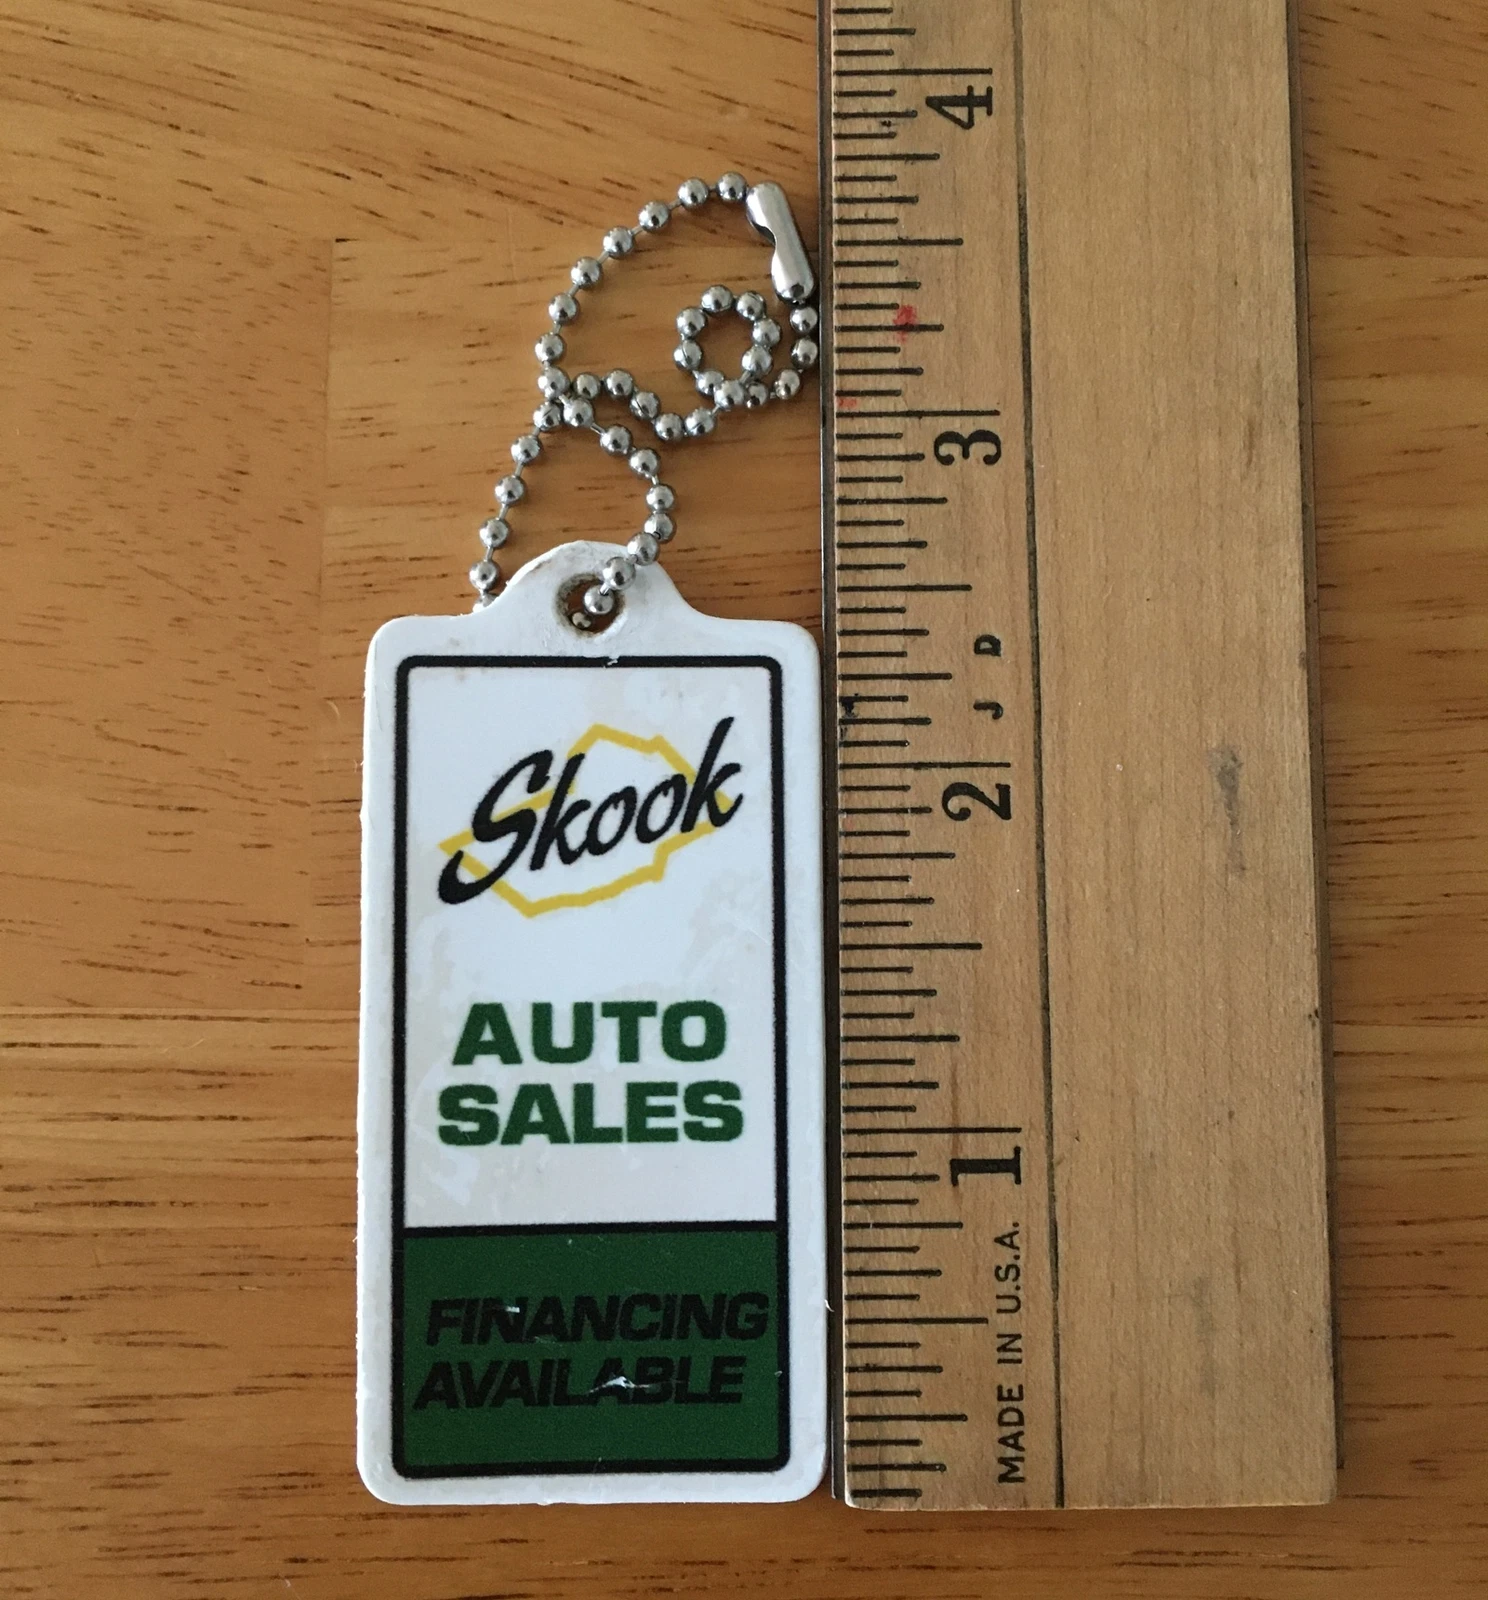 Skook
AUTO
SALES
FINANCING
AVAILABLE
4
3
2
1
J D
MADE IN U.S.A.